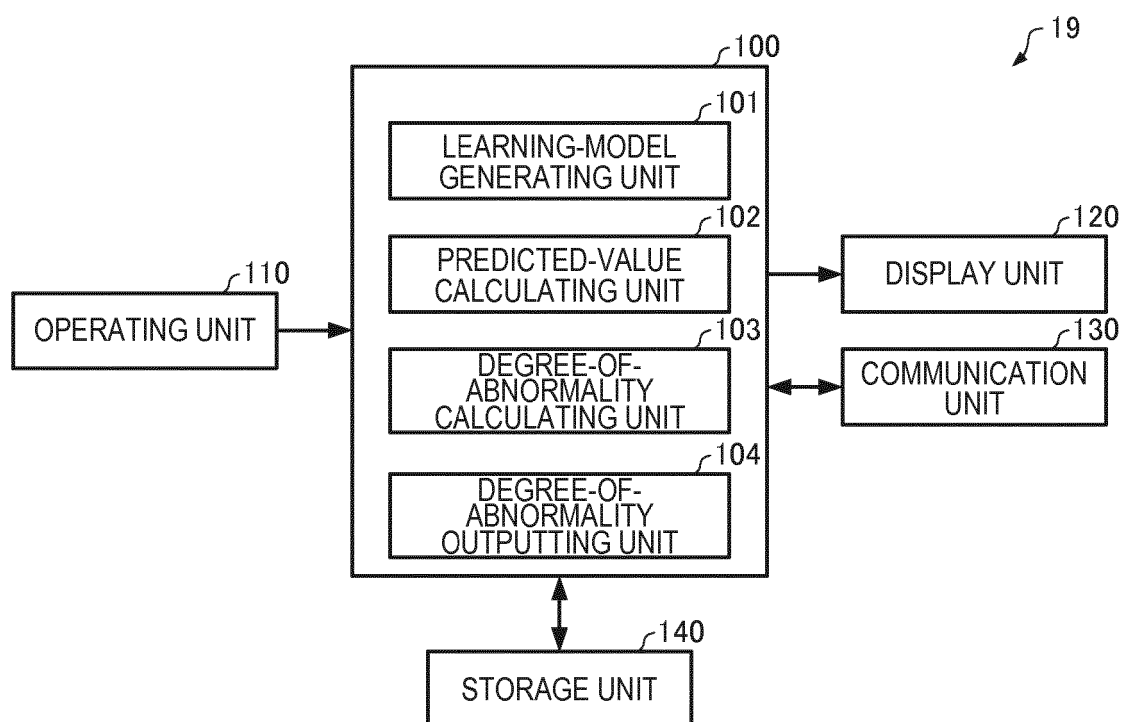 19
100
101
LEARNING-MODEL
GENERATING UNIT
102
PREDICTED-VALUE
CALCULATING UNIT
103
DEGREE-OF-
ABNORMALITY
CALCULATING UNIT
104
DEGREE-OF-
ABNORMALITY
OUTPUTTING UNIT
110
OPERATING UNIT
120
DISPLAY UNIT
130
COMMUNICATION
UNIT
140
STORAGE UNIT